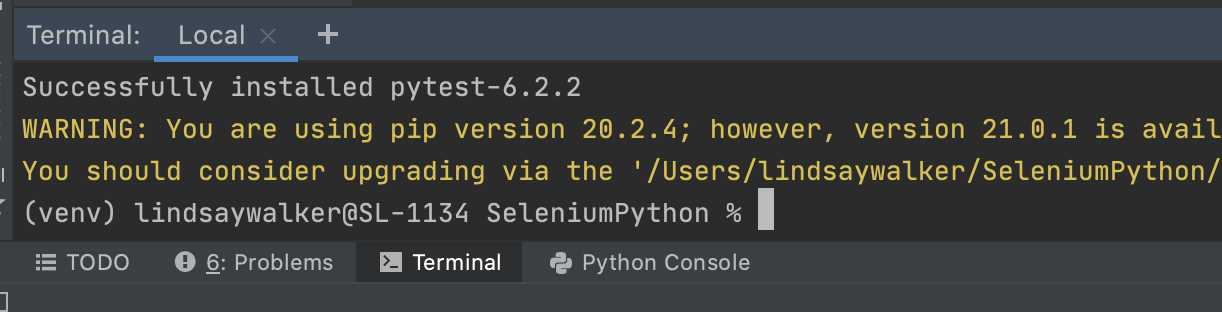 Terminal: Local × +
Successfully installed pytest-6.2.2
WARNING: You are using pip version 20.2.4; however, version 21.0.1 is avail
You should consider upgrading via the '/Users/lindsaywalker/SeleniumPython/
(venv) lindsaywalker@SL-1134 SeleniumPython %
TODO 6: Problems Terminal Python Console